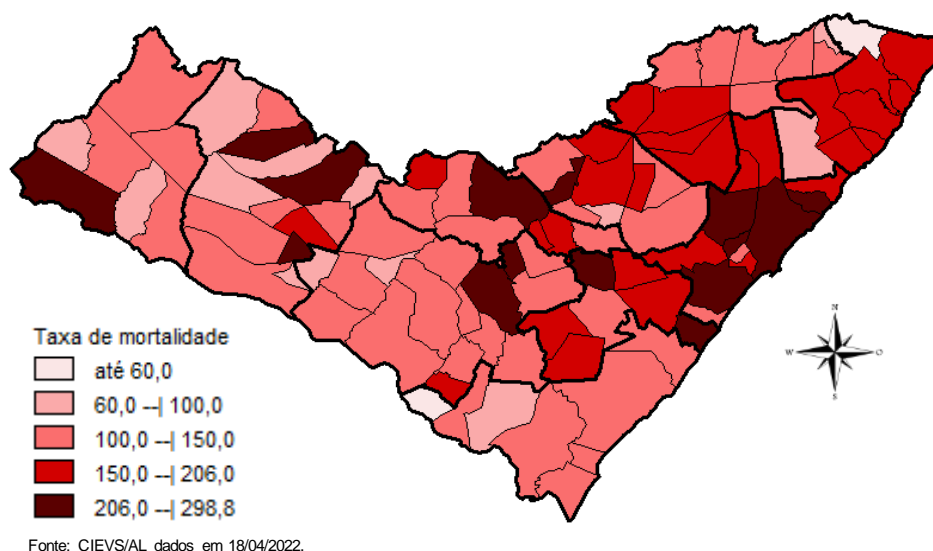 N
W
O
S
Taxa de mortalidade
até 60,0
60,0 --| 100,0
100,0 --| 150,0
150,0 --| 206,0
206,0 --| 298,8
Fonte: CIEVS/AL dados em 18/04/2022.